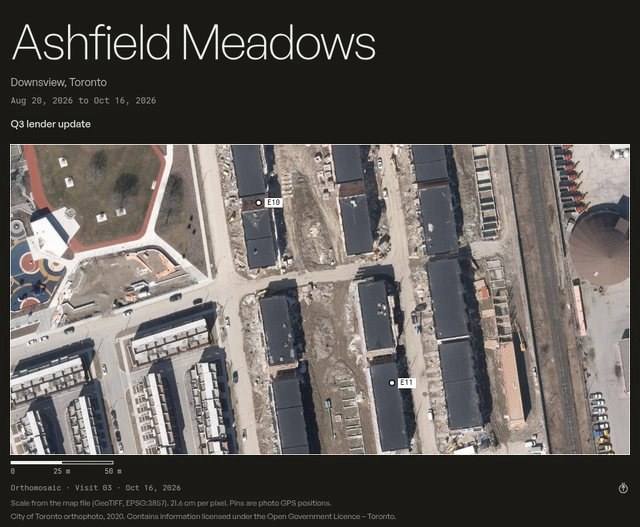 Ashfield Meadows
Downsview, Toronto
Aug 20, 2026 to Oct 16, 2026
Q3 lender update
E10
E11
0 25 m 50 m
Orthomosaic · Visit 03 · Oct 16, 2026
Scale from the map file (GeoTIFF, EPSG:3857). 21.6 cm per pixel. Pins are photo GPS positions.
City of Toronto orthophoto, 2020. Contains information licensed under the Open Government Licence – Toronto.